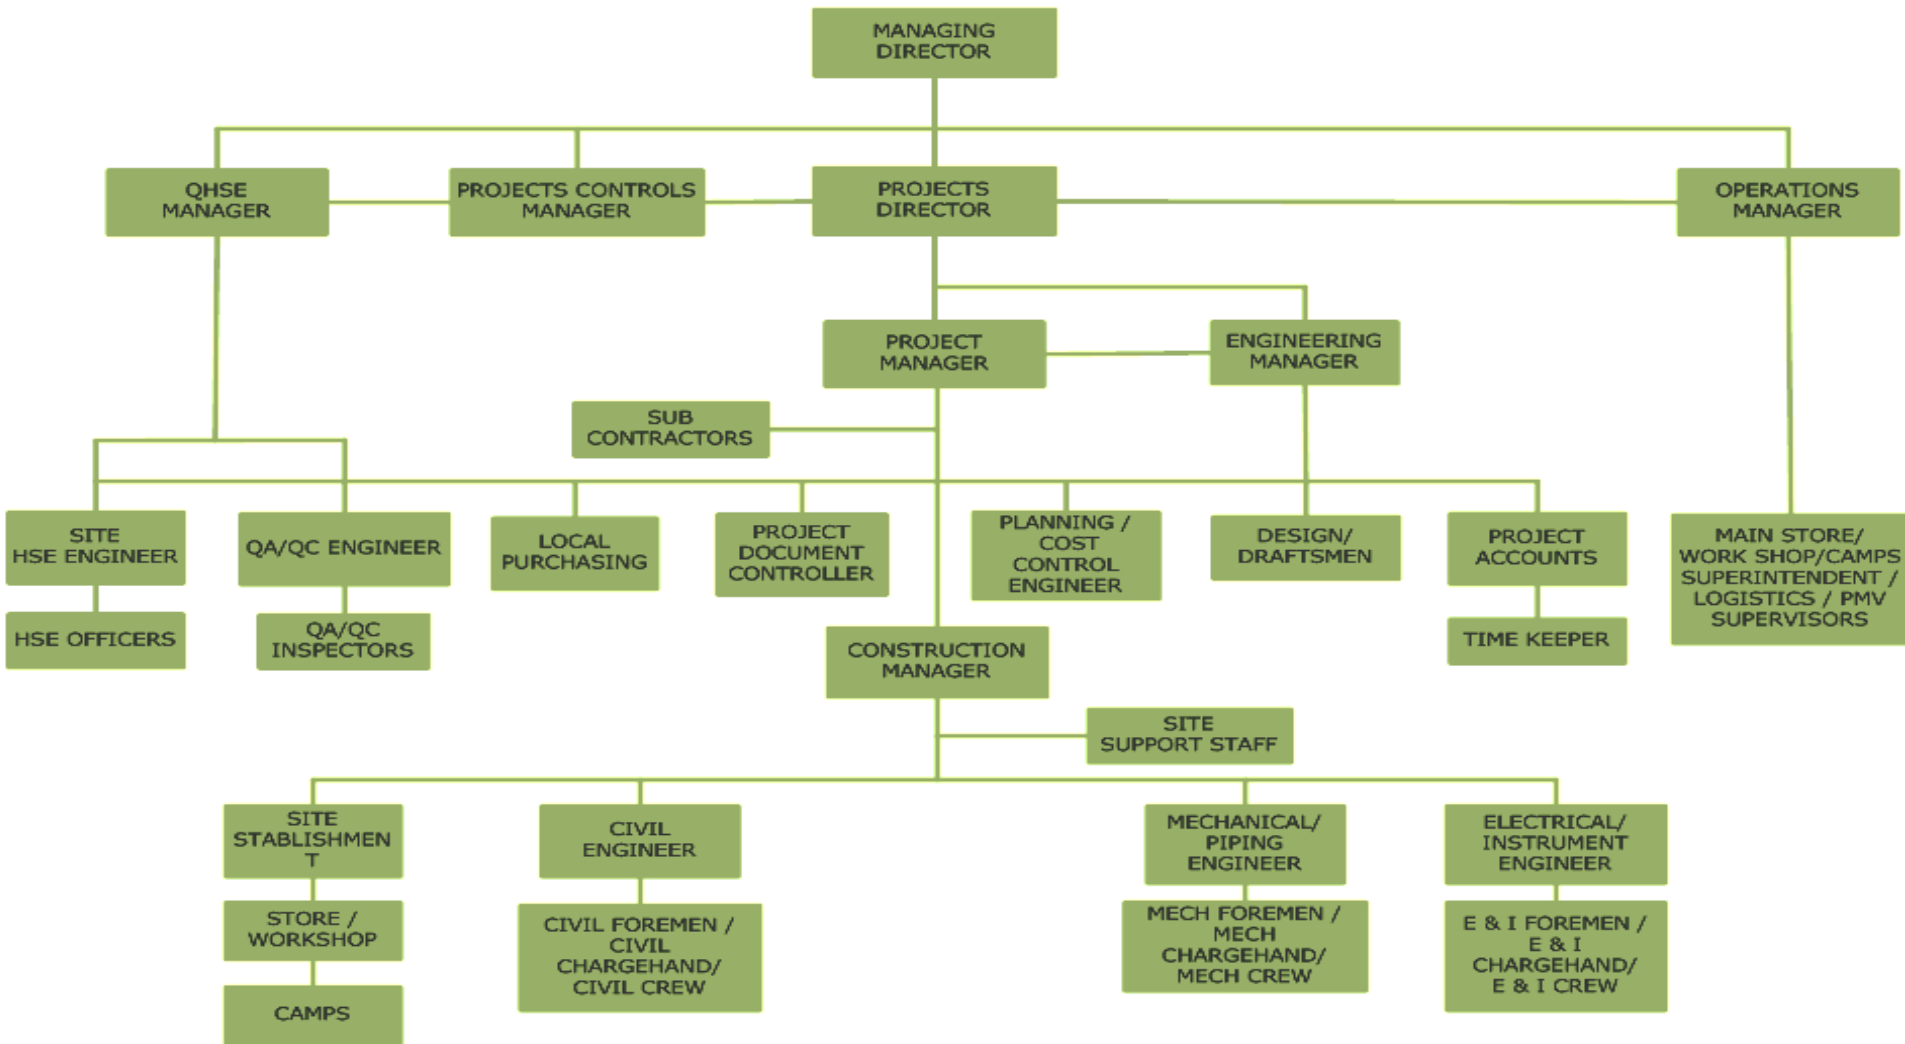 MANAGING
DIRECTOR
QHSE
MANAGER
PROJECTS CONTROLS
MANAGER
PROJECTS
DIRECTOR
OPERATIONS
MANAGER
PROJECT
MANAGER
ENGINEERING
MANAGER
SUB
CONTRACTORS
SITE
HSE ENGINEER
QA/QC ENGINEER
LOCAL
PURCHASING
PROJECT
DOCUMENT
CONTROLLER
PLANNING /
COST
CONTROL
ENGINEER
DESIGN/
DRAFTSMEN
PROJECT
ACCOUNTS
MAIN STORE/
WORK SHOP/CAMPS
SUPERINTENDENT /
LOGISTICS / PMV
SUPERVISORS
HSE OFFICERS
QA/QC
INSPECTORS
TIME KEEPER
CONSTRUCTION
MANAGER
SITE
SUPPORT STAFF
SITE
STABLISHMEN
T
CIVIL
ENGINEER
MECHANICAL/
PIPING
ENGINEER
ELECTRICAL/
INSTRUMENT
ENGINEER
STORE /
WORKSHOP
CIVIL FOREMEN /
CIVIL
CHARGEHAND/
CIVIL CREW
MECH FOREMEN /
MECH
CHARGEHAND/
MECH CREW
E & I FOREMEN /
E & I
CHARGEHAND/
E & I CREW
CAMPS